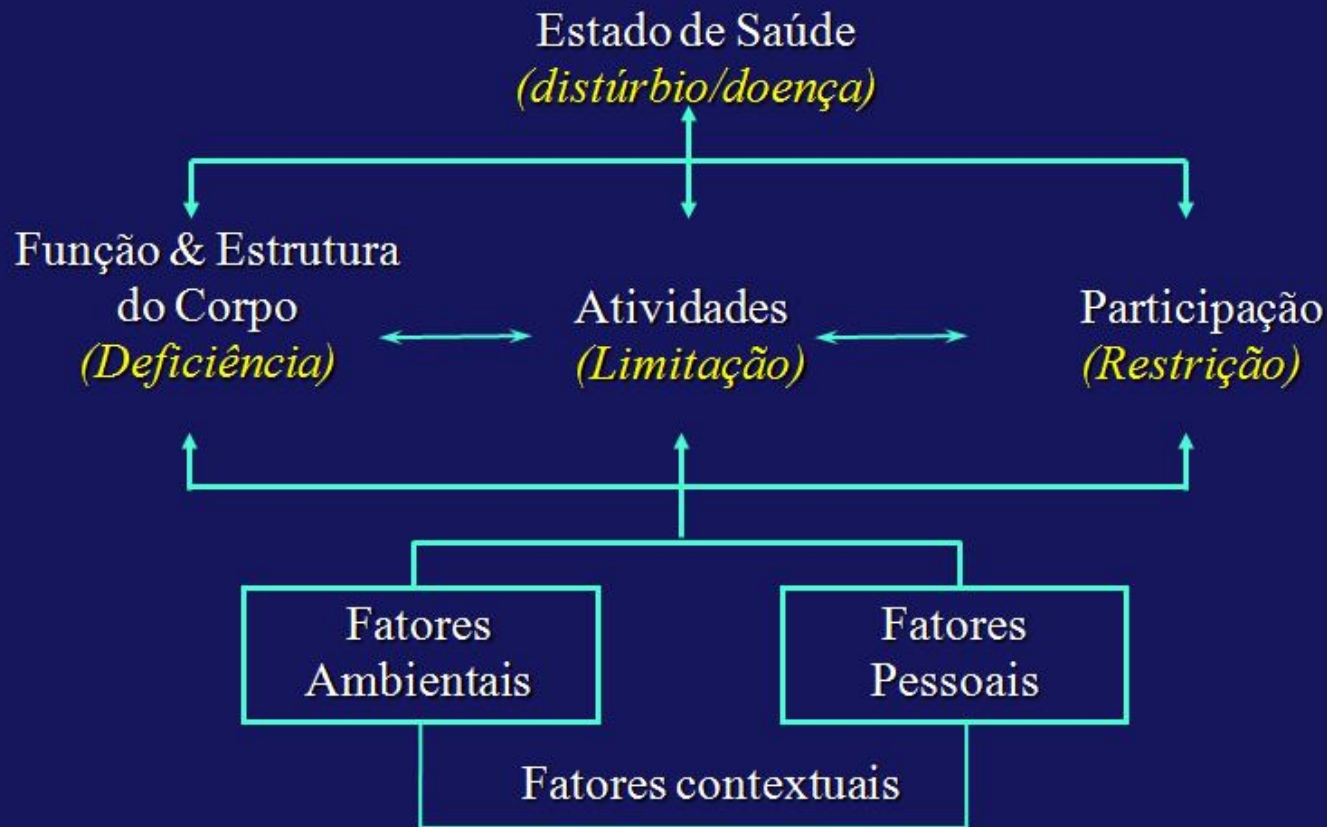 Estado de Saúde
(distúrbio/doença)
Função & Estrutura
do Corpo
(Deficiência)
Atividades
(Limitação)
Participação
(Restrição)
Fatores
Ambientais
Fatores
Pessoais
Fatores contextuais